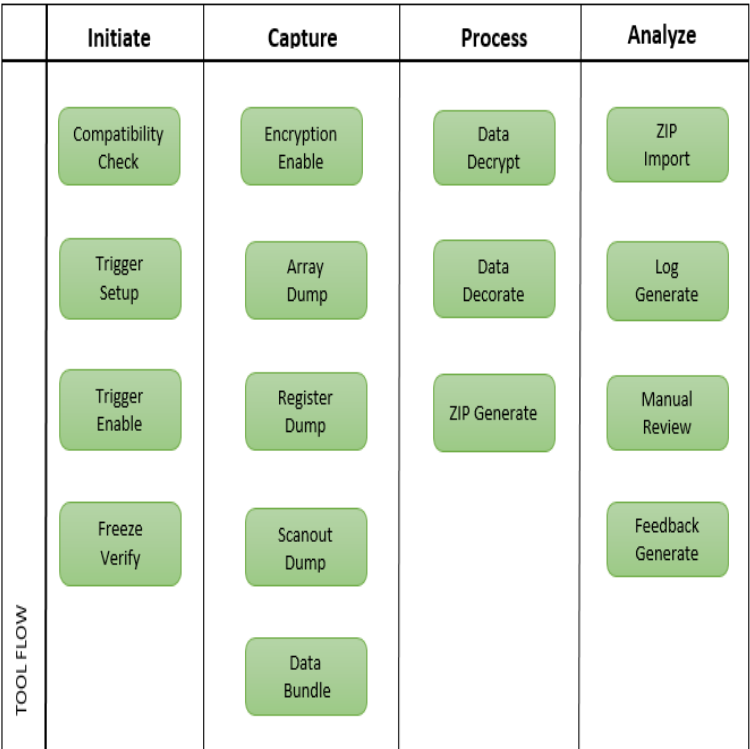 Initiate
Capture
Process
Analyze
Compatibility
Check
Encryption
Enable
Data
Decrypt
ZIP
Import
Trigger
Setup
Array
Dump
Data
Decorate
Log
Generate
Trigger
Enable
Register
Dump
ZIP Generate
Manual
Review
Freeze
Verify
Scanout
Dump
Feedback
Generate
Data
Bundle
TOOL FLOW